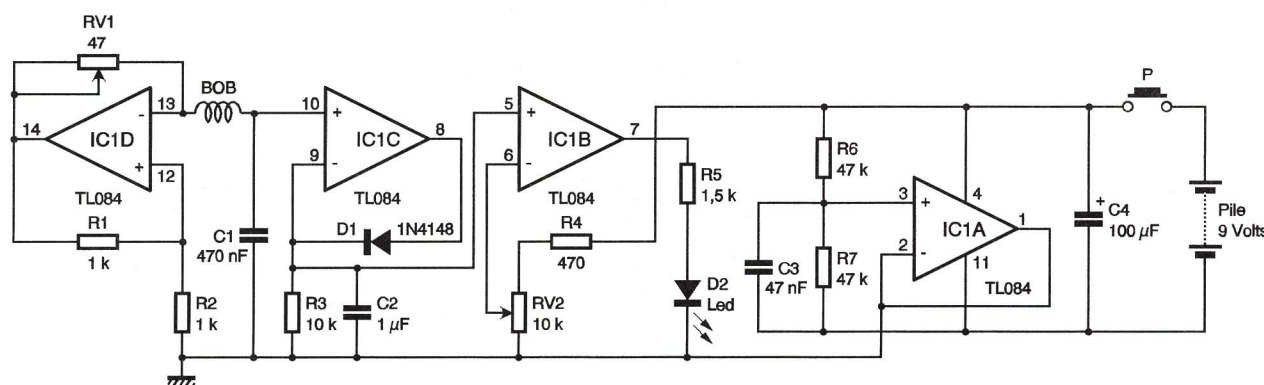 RV1
47
13
-
14
IC1D
+
12
TL084
R1
1 k
R2
1 k
BOB
C1
470 nF
10
+
IC1C
8
9
-
TL084
D1
1N4148
R3
10 k
C2
1 µF
5
+
IC1B
7
6
-
TL084
R4
470
RV2
10 k
R5
1,5 k
D2
Led
R6
47 k
3
+
4
IC1A
1
2
-
11
TL084
R7
47 k
C3
47 nF
+
C4
100 µF
P
Pile
9 Volts